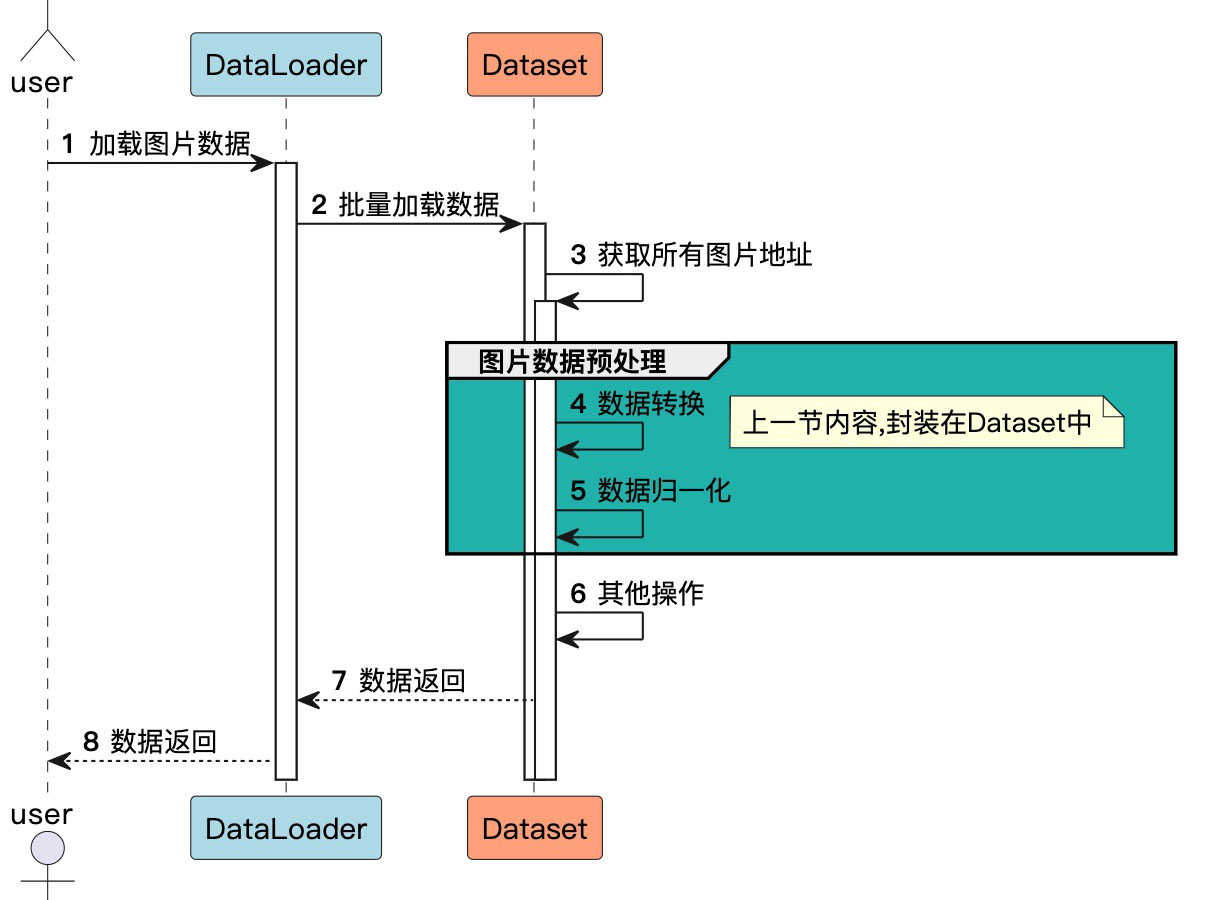 user
DataLoader
Dataset
1 加载图片数据
2 批量加载数据
3 获取所有图片地址
图片数据预处理
4 数据转换
上一节内容,封装在Dataset中
5 数据归一化
6 其他操作
7 数据返回
8 数据返回
user
DataLoader
Dataset